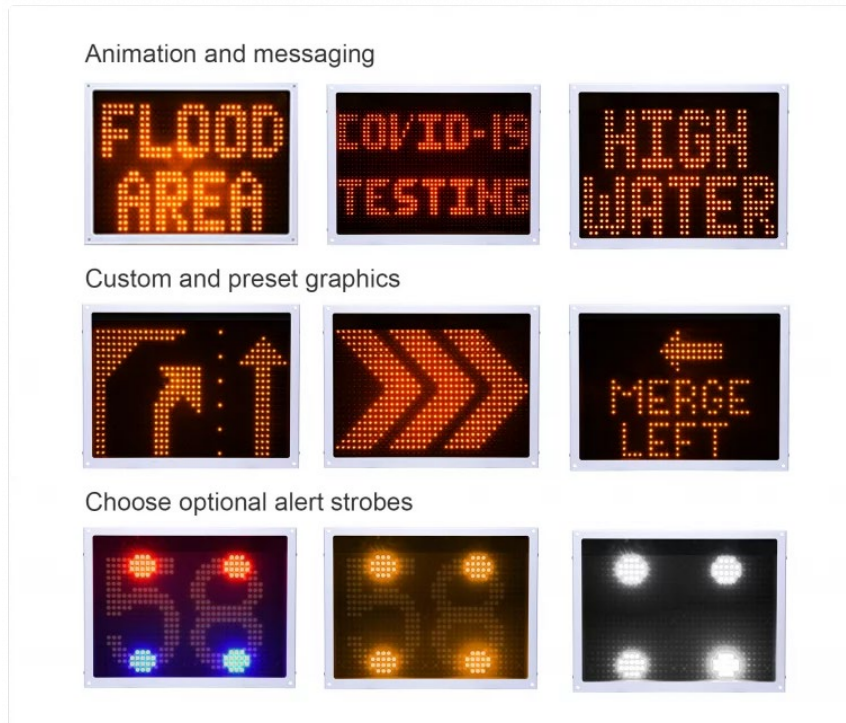 Animation and messaging
FLOOD
AREA
COVID-19
TESTING
HIGH
WATER
Custom and preset graphics
MERGE
LEFT
Choose optional alert strobes
58
58